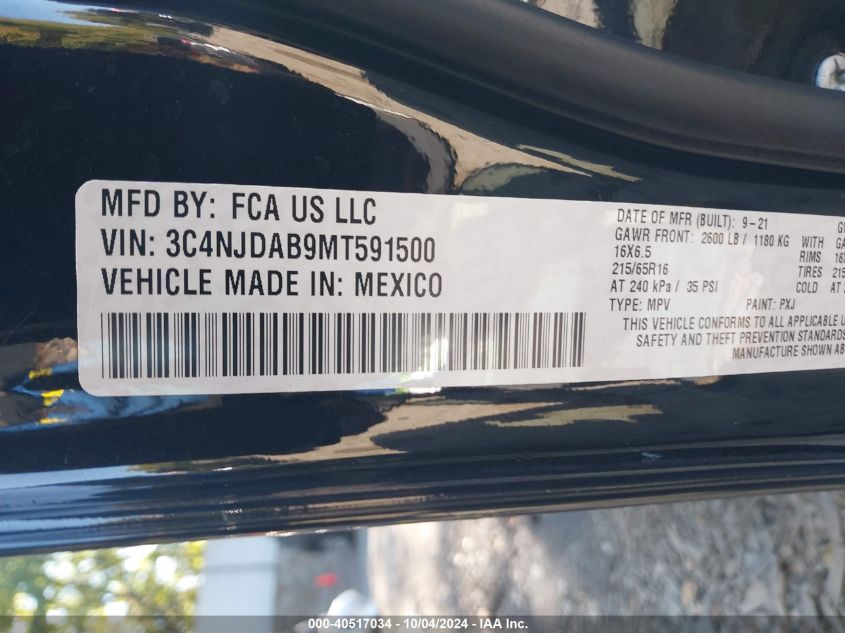 MFD BY: FCA US LLC
VIN: 3C4NJDAB9MT591500
VEHICLE MADE IN: MEXICO
DATE OF MFR (BUILT): 9-21
GAWR FRONT: 2600 LB / 1180 KG WITH
16X6.5 RIMS
215/65R16 TIRES
AT 240 kPa / 35 PSI COLD
TYPE: MPV PAINT: PXJ
THIS VEHICLE CONFORMS TO ALL APPLICABLE
SAFETY AND THEFT PREVENTION STANDARDS
MANUFACTURE SHOWN
000-40517034 - 10/04/2024 - IAA Inc.